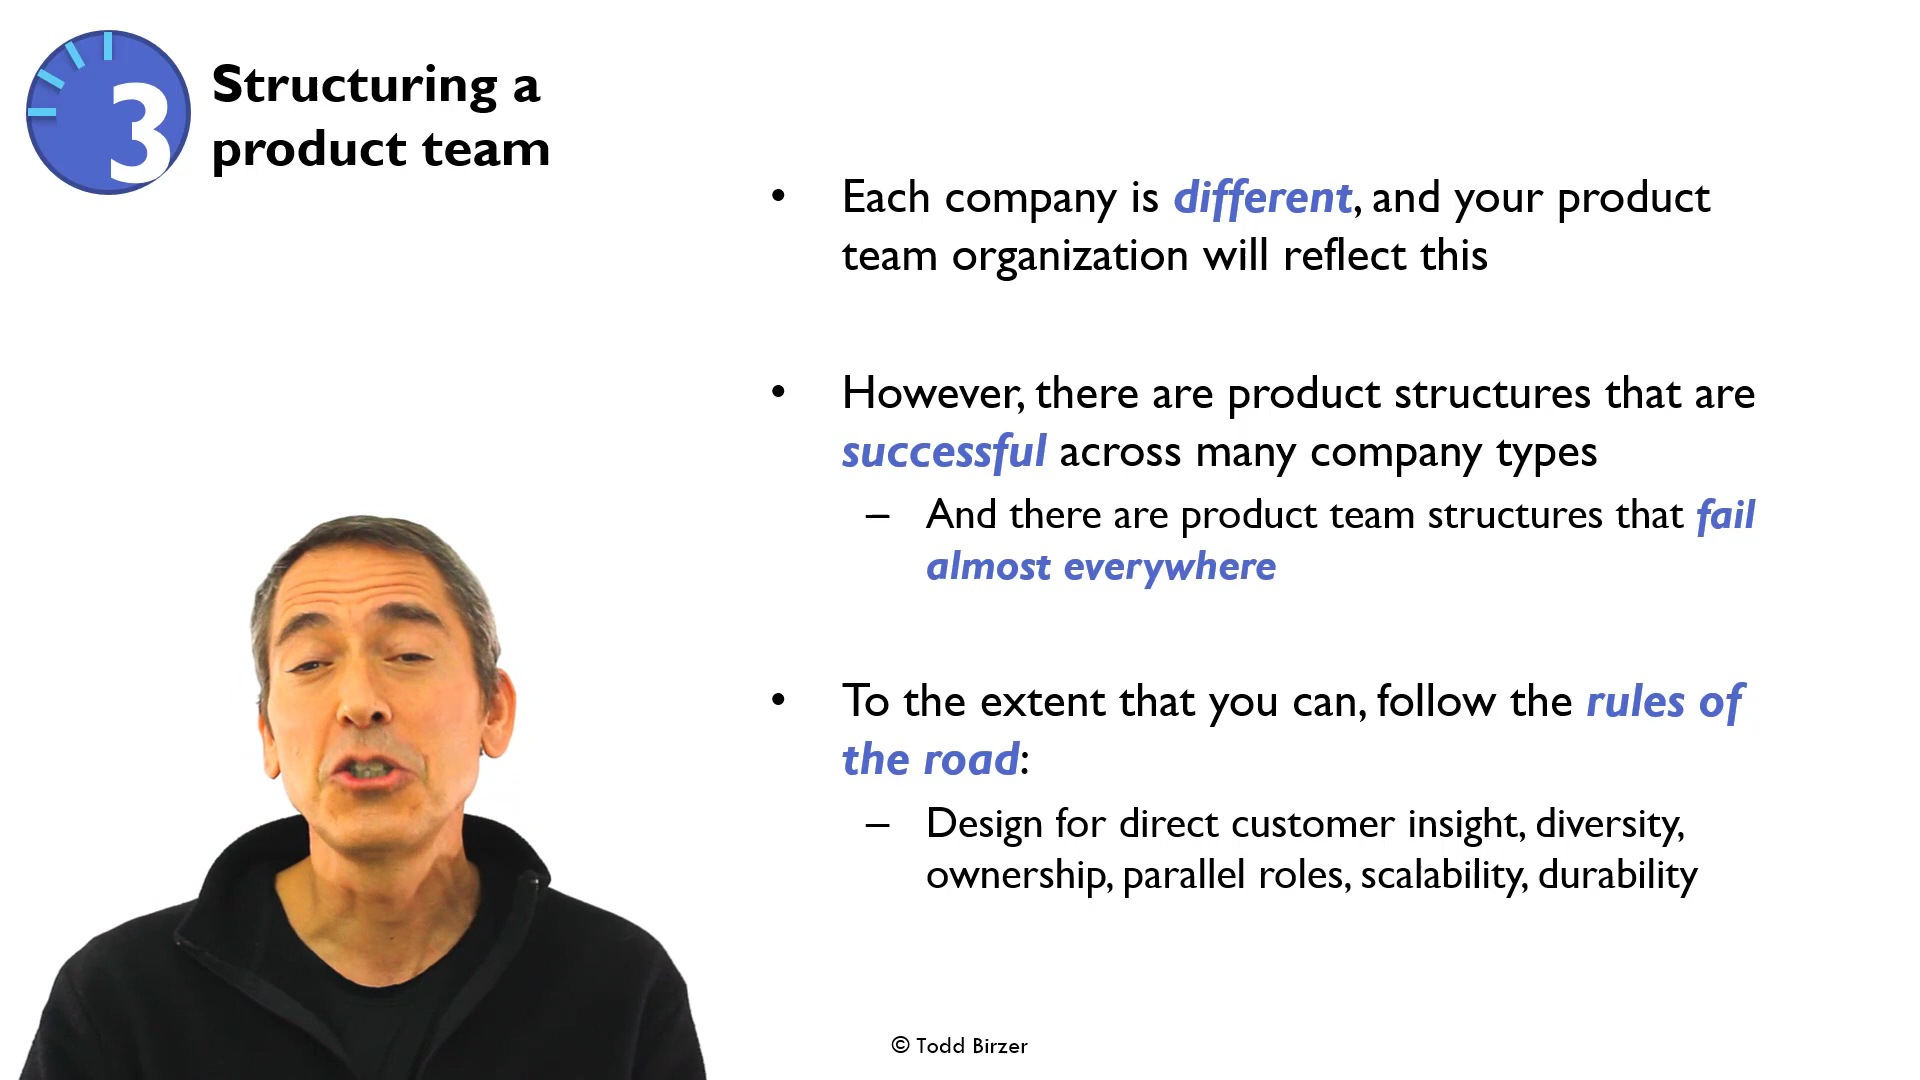 3
Structuring a
product team
• Each company is different, and your product
team organization will reflect this
• However, there are product structures that are
successful across many company types
– And there are product team structures that fail
almost everywhere
• To the extent that you can, follow the rules of
the road:
– Design for direct customer insight, diversity,
ownership, parallel roles, scalability, durability
© Todd Birzer